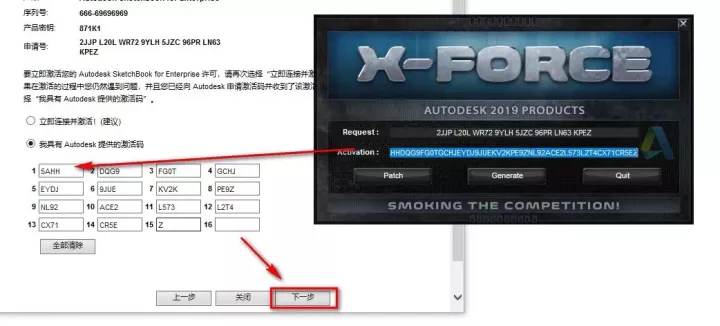 序列号: 666-69696969
产品密钥: 871K1
申请号: 2JJP L20L WR72 9YLH 5JZC 96PR LN63
KPEZ
要立即激活您的 Autodesk SketchBook for Enterprise 许可，请再次选择 “立即连接并激
果在激活的过程中您仍然遇到问题，并且您已经向 Autodesk 申请激活码并收到了该激活
择 “我具有 Autodesk 提供的激活码”。
立即连接并激活! (建议)
我具有 Autodesk 提供的激活码
1 5AHH 2 DQG9 3 FG0T 4 GCHJ
5 EYDJ 6 9JUE 7 KV2K 8 PE9Z
9 NL92 10 ACE2 11 L573 12 L2T4
13 CX71 14 CR5E 15 Z 16
全部清除
上一步 关闭 下一步
X-FORCE
AUTODESK 2019 PRODUCTS
Request : 2JJP L20L WR72 9YLH 5JZC 96PR LN63 KPEZ
Activation : HHDQG9FG0TGCHJEYDJ9JUEKV2KPE9ZNL92ACE2L573L2T4CX71CR5EZ
Patch Generate Quit
SMOKING THE COMPETITION!